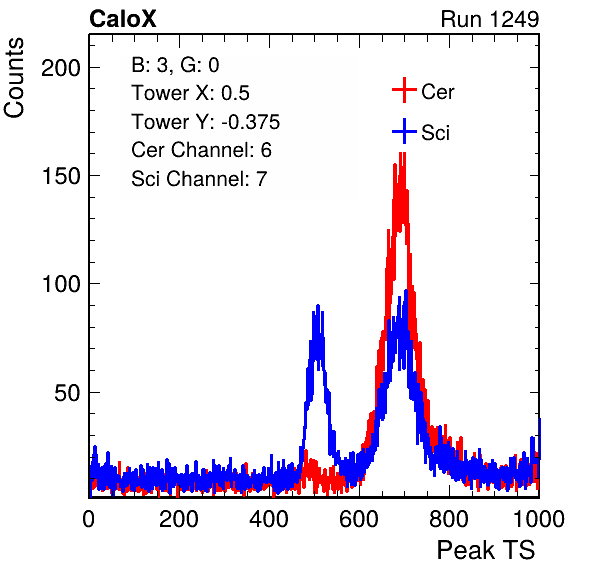 CaloX Run 1249
Counts
B: 3, G: 0
Tower X: 0.5
Tower Y: -0.375
Cer Channel: 6
Sci Channel: 7
Cer
Sci
200
150
100
50
0 200 400 600 800 1000
Peak TS